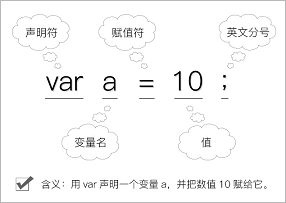 声明符 赋值符 英文分号
var a = 10 ;
变量名 值
含义：用 var 声明一个变量 a，并把数值 10 赋给它。